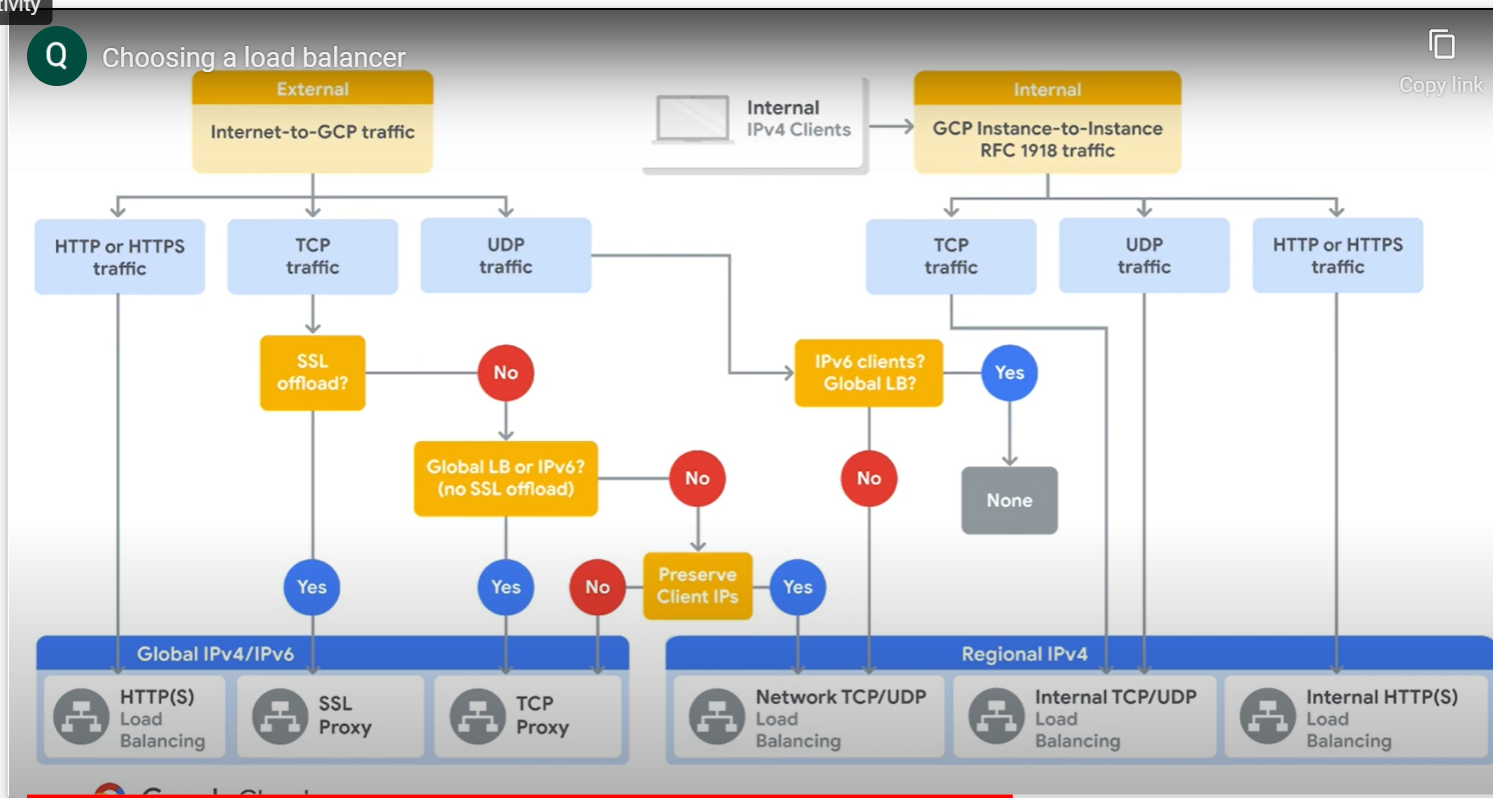 tivity
Q
Choosing a load balancer
Copy link
External
Internet-to-GCP traffic
Internal
IPv4 Clients
Internal
GCP Instance-to-Instance
RFC 1918 traffic
HTTP or HTTPS
traffic
TCP
traffic
UDP
traffic
TCP
traffic
UDP
traffic
HTTP or HTTPS
traffic
SSL
offload?
No
IPv6 clients?
Global LB?
Yes
Global LB or IPv6?
(no SSL offload)
No
No
None
Yes
Yes
No
Preserve
Client IPs
Yes
Global IPv4/IPv6
Regional IPv4
HTTP(S)
Load
Balancing
SSL
Proxy
TCP
Proxy
Network TCP/UDP
Load
Balancing
Internal TCP/UDP
Load
Balancing
Internal HTTP(S)
Load
Balancing